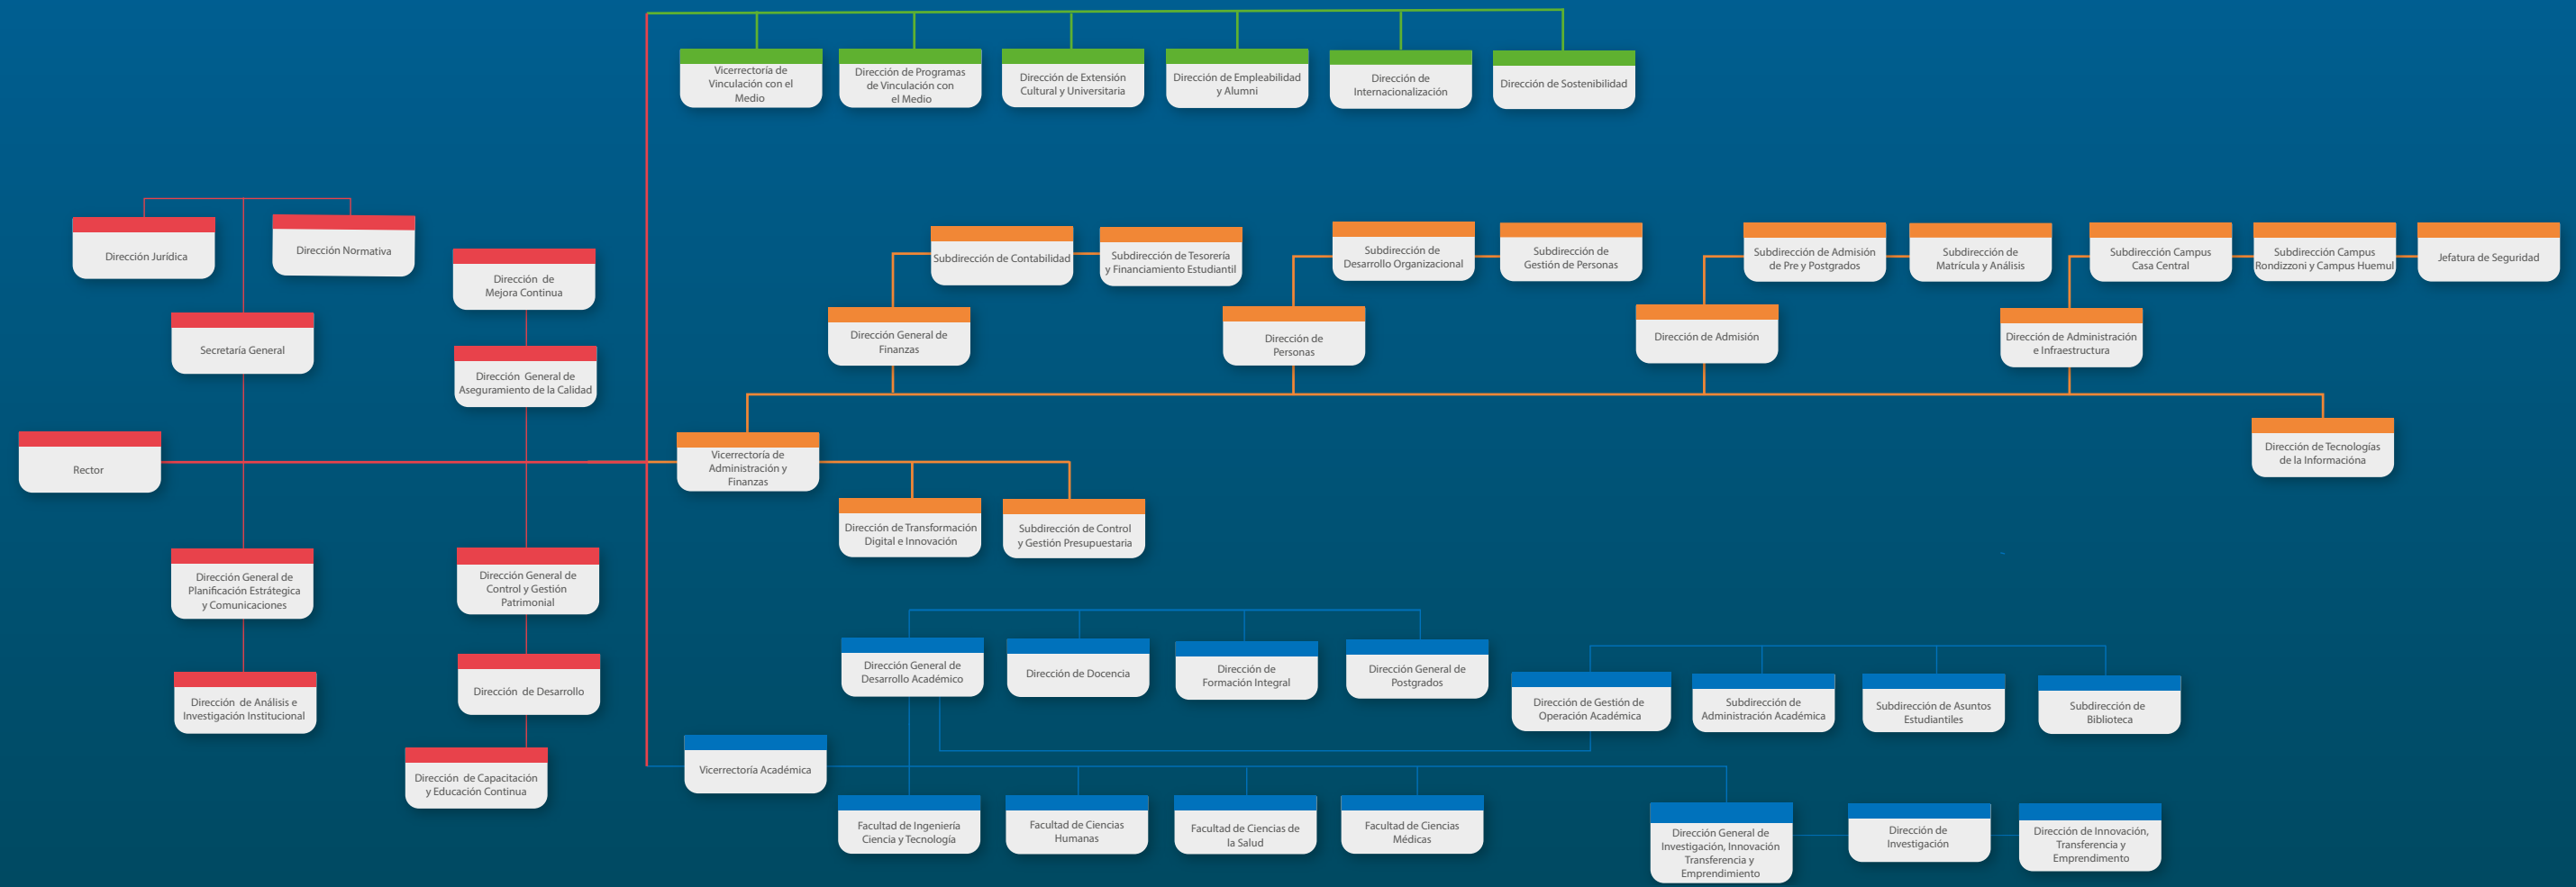 Vicerrectoría de
Vinculación con el
Medio
Dirección de Programas
de Vinculación con
el Medio
Dirección de Extensión
Cultural y Universitaria
Dirección de Empleabilidad
y Alumni
Dirección de
Internacionalización
Dirección de Sostenibilidad
Dirección Jurídica
Dirección Normativa
Dirección de
Mejora Continua
Secretaría General
Dirección General de
Aseguramiento de la Calidad
Rector
Dirección General de
Planificación Estrátegica
y Comunicaciones
Dirección General de
Control y Gestión
Patrimonial
Dirección de Análisis e
Investigación Institucional
Dirección de Desarrollo
Dirección de Capacitación
y Educación Continua
Subdirección de Contabilidad
Subdirección de Tesorería
y Financiamiento Estudiantil
Subdirección de
Desarrollo Organizacional
Subdirección de
Gestión de Personas
Subdirección de Admisión
de Pre y Postgrados
Subdirección de
Matrícula y Análisis
Subdirección Campus
Casa Central
Subdirección Campus
Rondizzoni y Campus Huemul
Jefatura de Seguridad
Dirección General de
Finanzas
Dirección de
Personas
Dirección de Admisión
Dirección de Administración
e Infraestructura
Vicerrectoría de
Administración y
Finanzas
Dirección de Tecnologías
de la Informacióna
Dirección de Transformación
Digital e Innovación
Subdirección de Control
y Gestión Presupuestaria
Dirección General de
Desarrollo Académico
Dirección de Docencia
Dirección de
Formación Integral
Dirección General de
Postgrados
Dirección de Gestión de
Operación Académica
Subdirección de
Administración Académica
Subdirección de Asuntos
Estudiantiles
Subdirección de
Biblioteca
Vicerrectoría Académica
Facultad de Ingeniería
Ciencia y Tecnología
Facultad de Ciencias
Humanas
Facultad de Ciencias de
la Salud
Facultad de Ciencias
Médicas
Dirección General de
Investigación, Innovación
Transferencia y
Emprendimiento
Dirección de
Investigación
Dirección de Innovación,
Transferencia y
Emprendimento